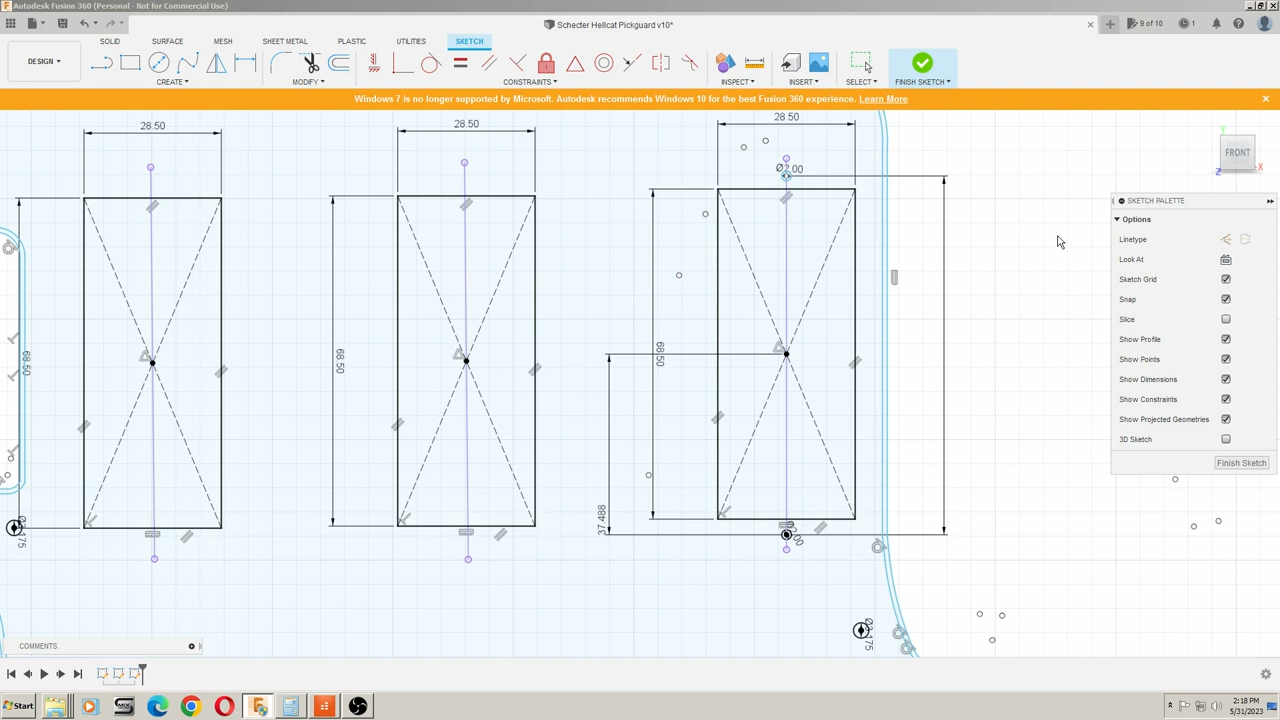 Autodesk Fusion 360 (Personal - Not for Commercial Use)
Schecter Hellcat Pickguard v10*
9 of 10
1
SOLID
SURFACE
MESH
SHEET METAL
PLASTIC
UTILITIES
SKETCH
DESIGN
CREATE
MODIFY
CONSTRAINTS
INSPECT
INSERT
SELECT
FINISH SKETCH
Windows 7 is no longer supported by Microsoft. Autodesk recommends Windows 10 for the best Fusion 360 experience. Learn More
28.50
28.50
28.50
Ø2.00
68.50
68.50
68.50
37.488
Ø2.00
Ø3.175
FRONT
Y
X
Z
SKETCH PALETTE
Options
Linetype
Look At
Sketch Grid
Snap
Slice
Show Profile
Show Points
Show Dimensions
Show Constraints
Show Projected Geometries
3D Sketch
Finish Sketch
COMMENTS
Start
2:18 PM
5/31/2023